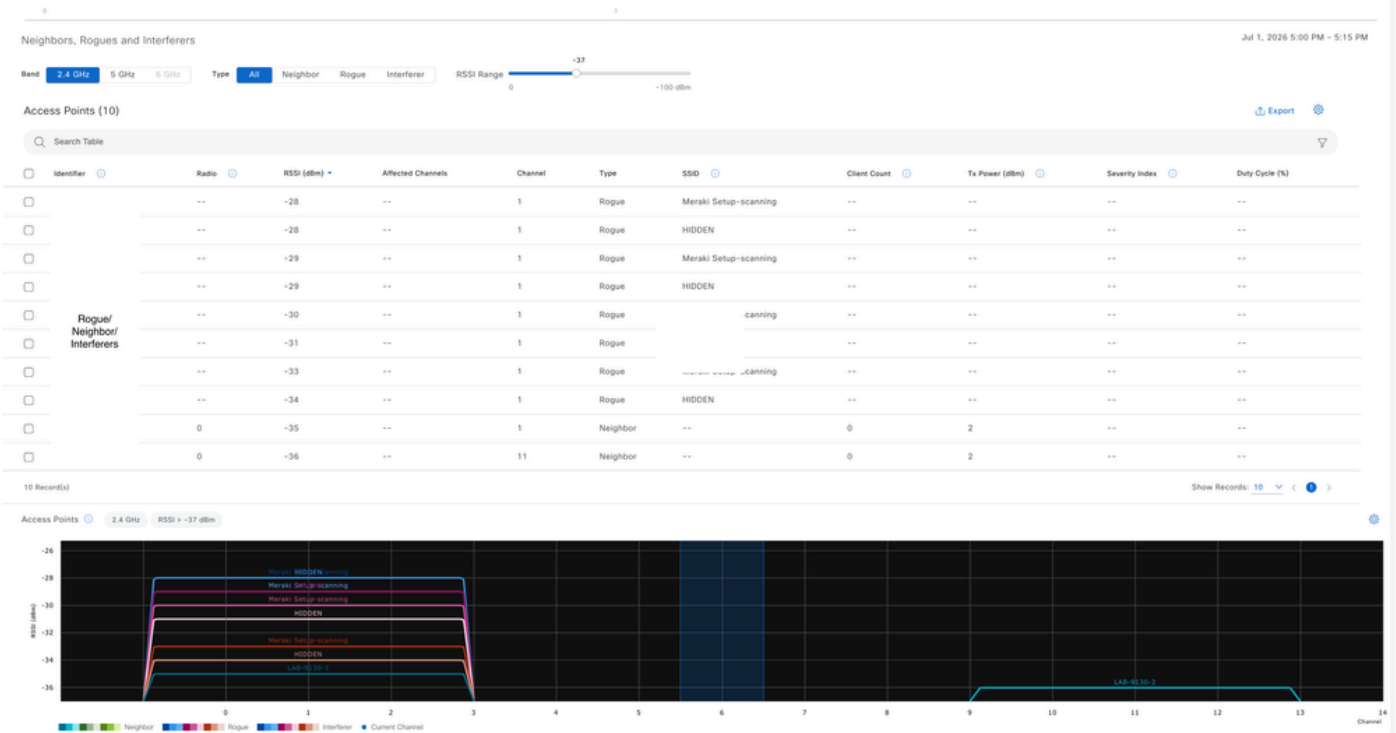 0 1
Neighbors, Rogues and Interferers Jul 1, 2026 5:00 PM - 5:15 PM
-37
Band 2.4 GHz 5 GHz 6 GHz Type All Neighbor Rogue Interferer RSSI Range
0 -100 dBm
Access Points (10) Export
Search Table
Identifier Radio RSSI (dBm) Affected Channels Channel Type SSID Client Count Tx Power (dBm) Severity Index Duty Cycle (%)
-- -28 -- 1 Rogue Meraki Setup-scanning -- -- -- --
-- -28 -- 1 Rogue HIDDEN -- -- -- --
-- -29 -- 1 Rogue Meraki Setup-scanning -- -- -- --
-- -29 -- 1 Rogue HIDDEN -- -- -- --
-- -30 -- 1 Rogue canning -- -- -- --
Rogue/
Neighbor/
Interferers
-- -31 -- 1 Rogue -- -- -- --
-- -33 -- 1 Rogue canning -- -- -- --
-- -34 -- 1 Rogue HIDDEN -- -- -- --
0 -35 -- 1 Neighbor -- 0 2 -- --
0 -36 -- 11 Neighbor -- 0 2 -- --
10 Record(s) Show Records: 10 1
Access Points 2.4 GHz RSSI > -37 dBm
RSSI (dBm)
-26
-28
-30
-32
-34
-36
HIDDEN
Meraki Setup-scanning
Meraki Setup-scanning
HIDDEN
Meraki Setup-scanning
HIDDEN
LAB-9130-1
LAB-9130-2
0 1 2 3 4 5 6 7 8 9 10 11 12 13 14
Channel
Neighbor Rogue Interferer Current Channel